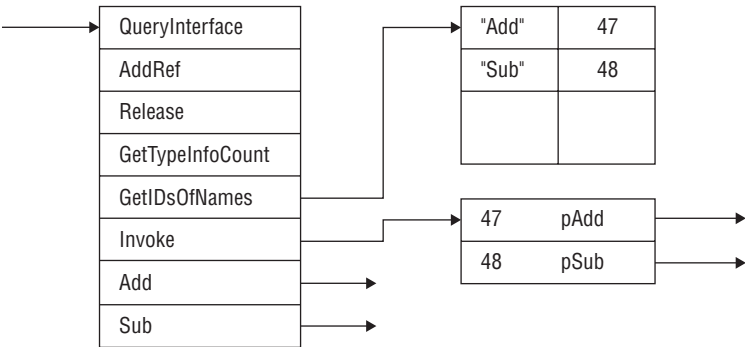 QueryInterface
AddRef
Release
GetTypeInfoCount
GetIDsOfNames
Invoke
Add
Sub
"Add" 47
"Sub" 48
47 pAdd
48 pSub